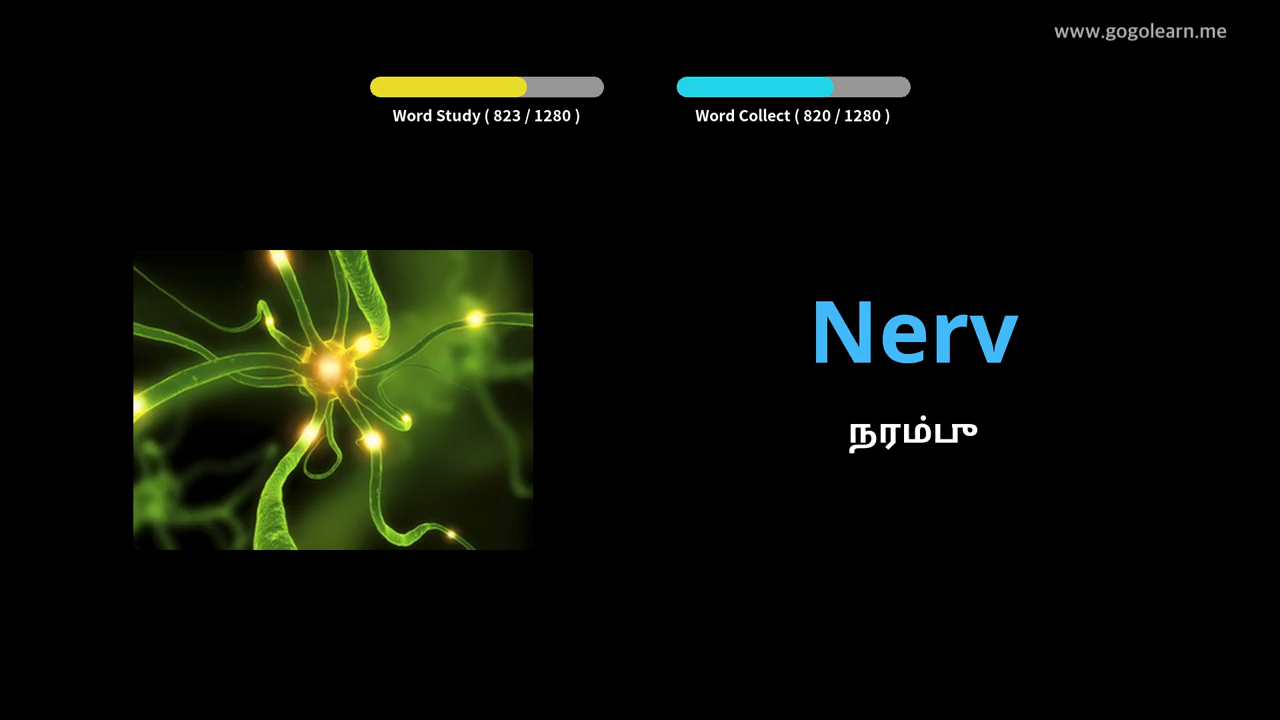 www.gogolearn.me
Word Study ( 823 / 1280 )
Word Collect ( 820 / 1280 )
Nerv
நரம்பு